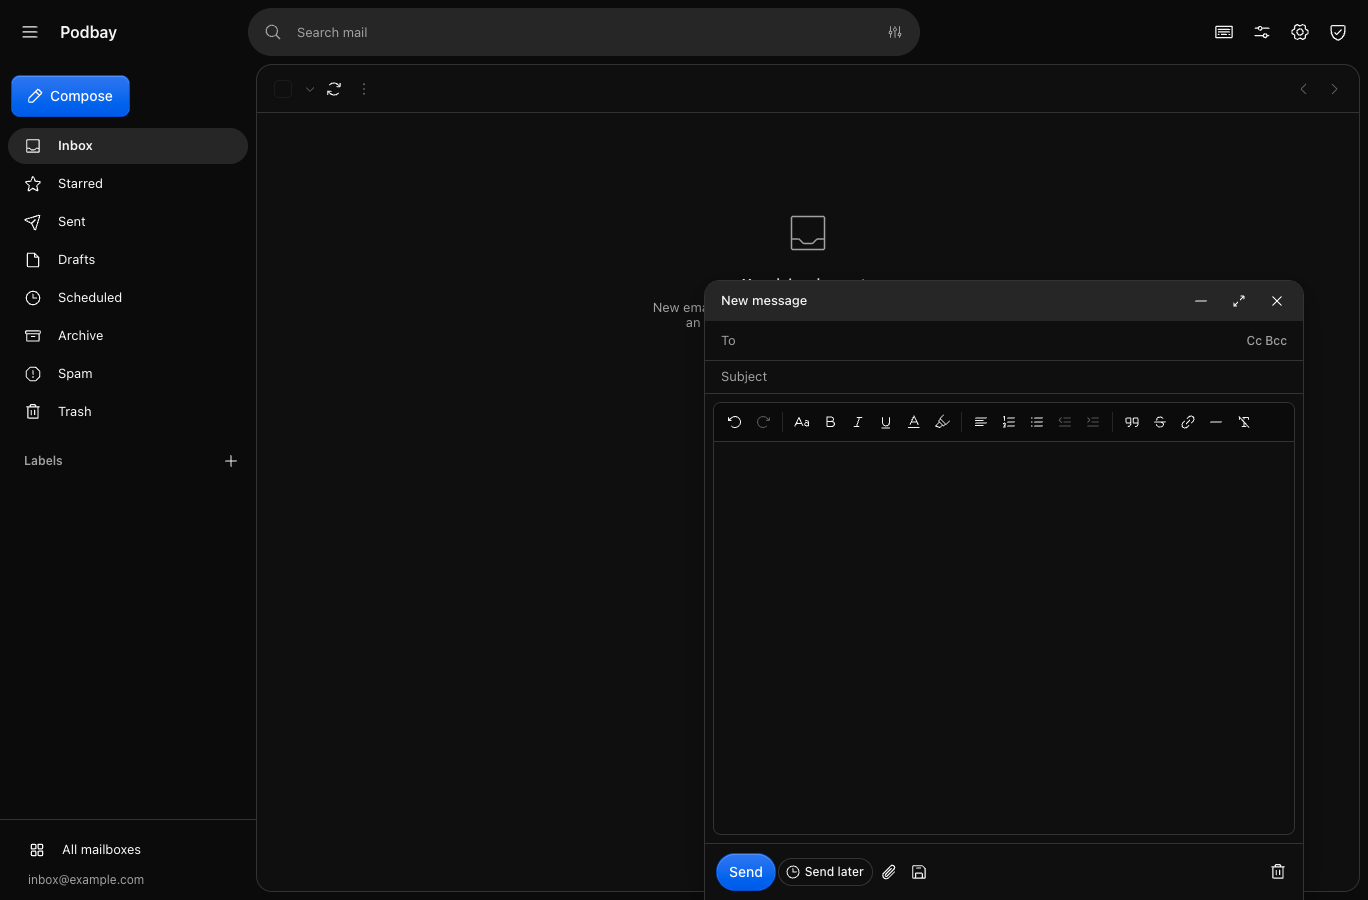 Podbay
Search mail
Compose
Inbox
Starred
Sent
Drafts
Scheduled
Archive
Spam
Trash
Labels
All mailboxes
inbox@example.com
New ema
an
New message
To
Cc Bcc
Subject
Aa B I U A
Send
Send later